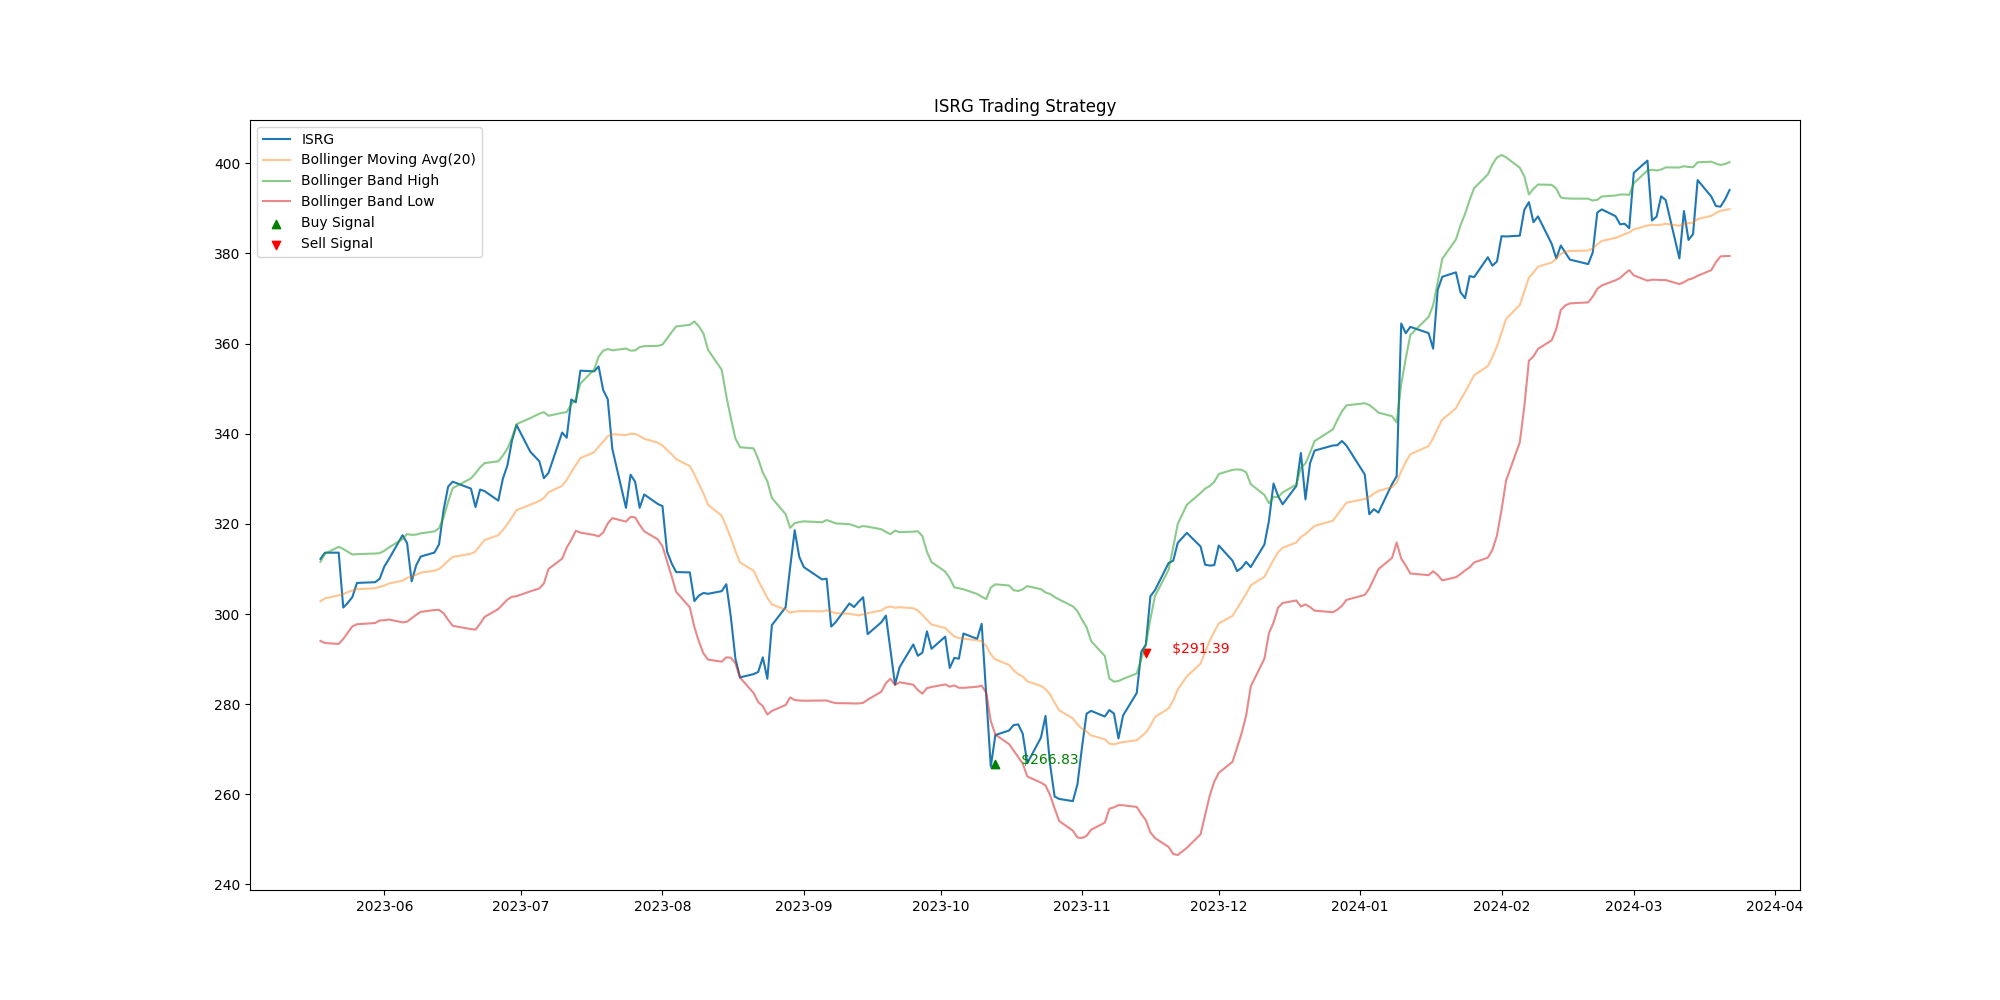 ISRG Trading Strategy
ISRG
Bollinger Moving Avg(20)
Bollinger Band High
Bollinger Band Low
Buy Signal
Sell Signal
400
380
360
340
320
300
280
260
240
$291.39
$266.83
2023-06 2023-07 2023-08 2023-09 2023-10 2023-11 2023-12 2024-01 2024-02 2024-03 2024-04